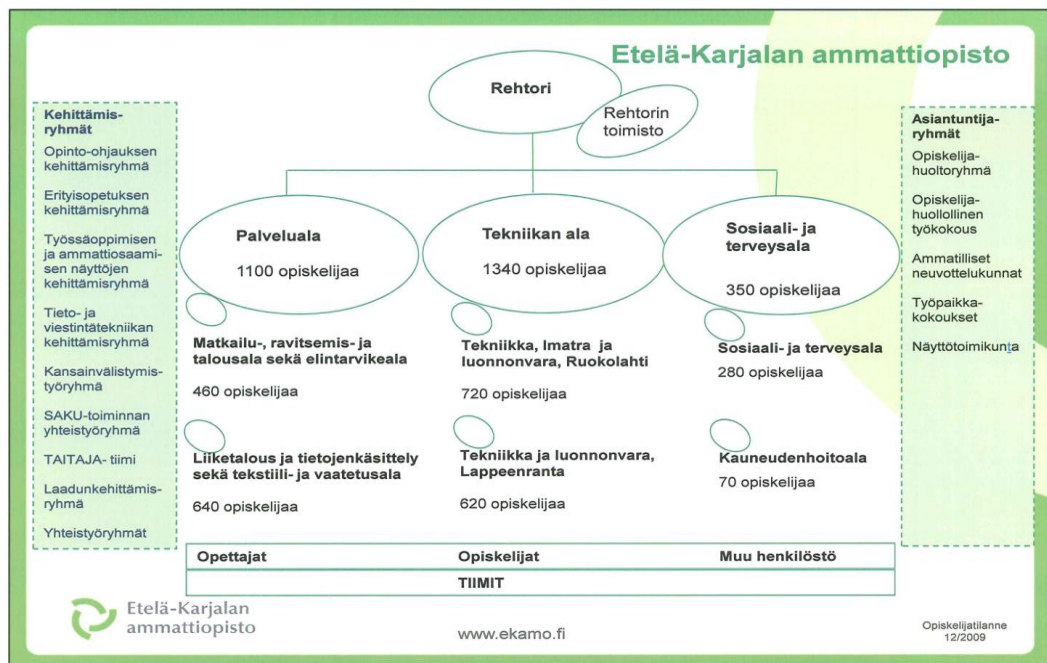 Etelä-Karjalan ammattiopisto
Rehtori
Rehtorin
toimisto
Kehittämis-
ryhmät
Opinto-ohjauksen
kehittämisryhmä
Erityisopetuksen
kehittämisryhmä
Työssäoppimisen
ja ammattiosaami-
sen näyttöjen
kehittämisryhmä
Tieto- ja
viestintätekniikan
kehittämisryhmä
Kansainvälistymis-
työryhmä
SAKU-toiminnan
yhteistyöryhmä
TAITAJA- tiimi
Laadunkehittämis-
ryhmä
Yhteistyöryhmät
Palveluala
1100 opiskelijaa
Matkailu-, ravitsemis- ja
talousala sekä elintarvikeala
460 opiskelijaa
Liiketalous ja tietojenkäsittely
sekä tekstiili- ja vaatetusala
640 opiskelijaa
Tekniikan ala
1340 opiskelijaa
Tekniikka, Imatra ja
luonnonvara, Ruokolahti
720 opiskelijaa
Tekniikka ja luonnonvara,
Lappeenranta
620 opiskelijaa
Sosiaali- ja
terveysala
350 opiskelijaa
Sosiaali- ja terveysala
280 opiskelijaa
Kauneudenhoitoala
70 opiskelijaa
Asiantuntija-
ryhmät
Opiskelija-
huoltoryhmä
Opiskelija-
huollollinen
työkokous
Ammatilliset
neuvottelukunnat
Työpaikka-
kokoukset
Näyttötoimikunta
Opettajat Opiskelijat Muu henkilöstö
TIIMIT
Etelä-Karjalan
ammattiopisto
www.ekamo.fi
Opiskelijatilanne
12/2009